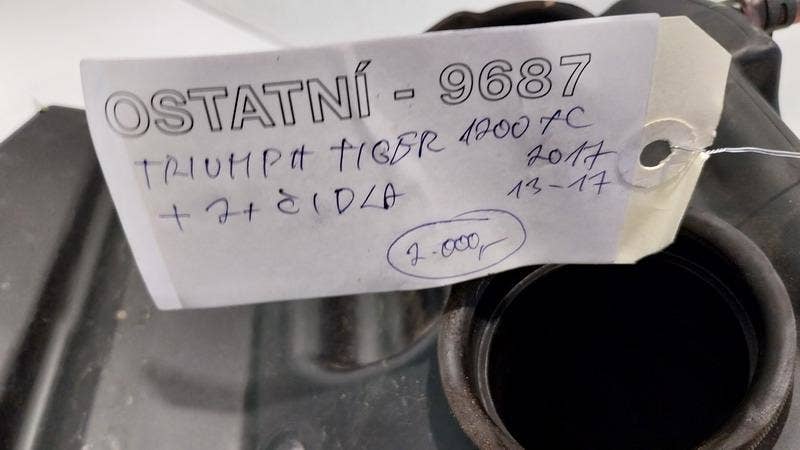 OSTATNÍ - 9687
TRIUMPH TIGER 1200 XC
2017
+ 2+ ČIDLA 13-17
2.000,-